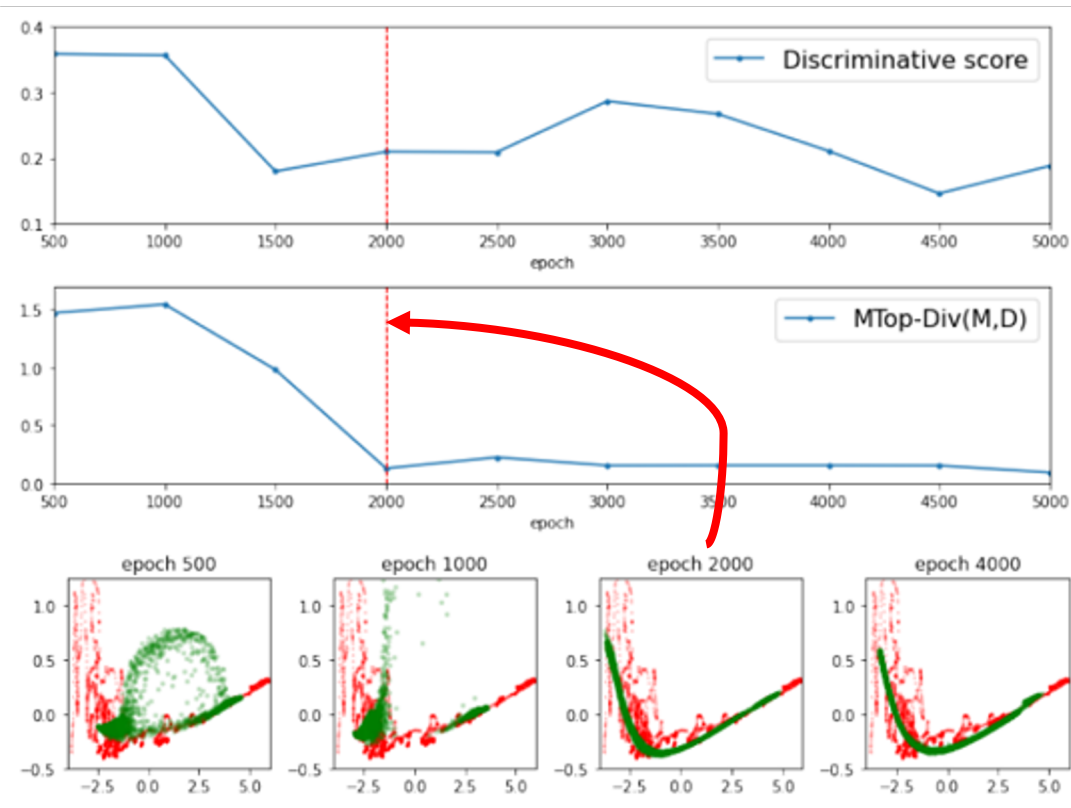 0.4
Discriminative score
0.3
0.2
0.1
500 1000 1500 2000 2500 3000 3500 4000 4500 5000
epoch
1.5
MTop-Div(M,D)
1.0
0.5
0.0
500 1000 1500 2000 2500 3000 3500 4000 4500 5000
epoch
epoch 500 epoch 1000 epoch 2000 epoch 4000
1.0 1.0 1.0 1.0
0.5 0.5 0.5 0.5
0.0 0.0 0.0 0.0
−0.5 −0.5 −0.5 −0.5
−2.5 0.0 2.5 5.0 −2.5 0.0 2.5 5.0 −2.5 0.0 2.5 5.0 −2.5 0.0 2.5 5.0